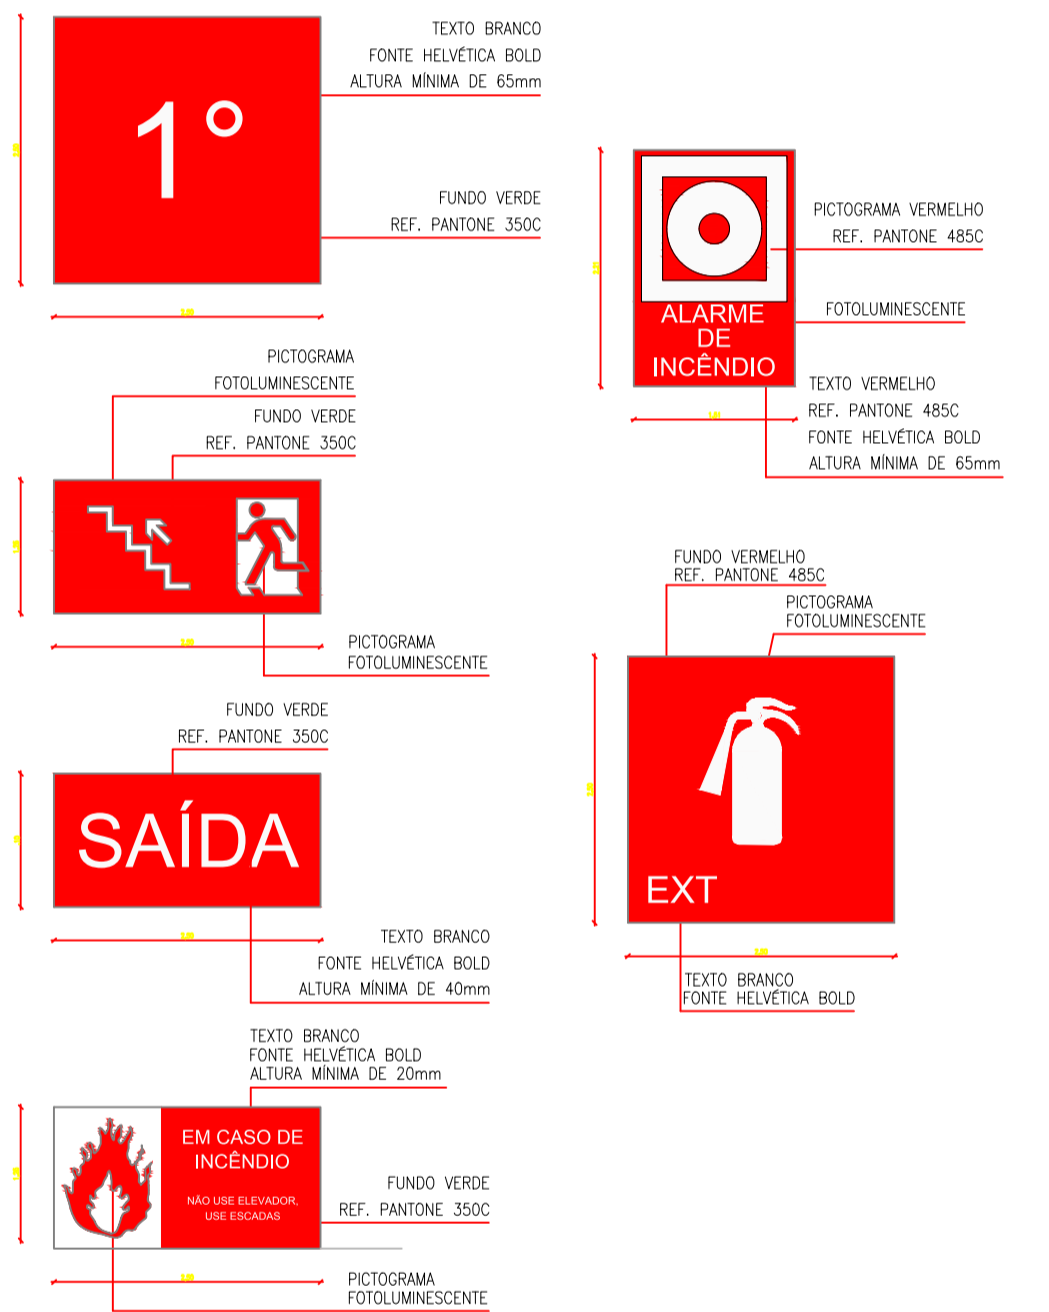 TEXTO BRANCO
FONTE HELVÉTICA BOLD
ALTURA MÍNIMA DE 65mm
1°
FUNDO VERDE
REF. PANTONE 350C
PICTOGRAMA
FOTOLUMINESCENTE
FUNDO VERDE
REF. PANTONE 350C
PICTOGRAMA
FOTOLUMINESCENTE
FUNDO VERDE
REF. PANTONE 350C
SAÍDA
TEXTO BRANCO
FONTE HELVÉTICA BOLD
ALTURA MÍNIMA DE 40mm
TEXTO BRANCO
FONTE HELVÉTICA BOLD
ALTURA MÍNIMA DE 20mm
EM CASO DE
INCÊNDIO
NÃO USE ELEVADOR,
USE ESCADAS
FUNDO VERDE
REF. PANTONE 350C
PICTOGRAMA
FOTOLUMINESCENTE
PICTOGRAMA VERMELHO
REF. PANTONE 485C
FOTOLUMINESCENTE
ALARME
DE
INCÊNDIO
TEXTO VERMELHO
REF. PANTONE 485C
FONTE HELVÉTICA BOLD
ALTURA MÍNIMA DE 65mm
FUNDO VERMELHO
REF. PANTONE 485C
PICTOGRAMA
FOTOLUMINESCENTE
EXT
TEXTO BRANCO
FONTE HELVÉTICA BOLD